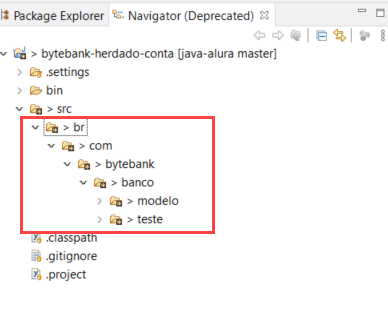 Package Explorer Navigator (Deprecated)
> bytebank-herdado-conta [java-alura master]
.settings
bin
> src
> br
> com
> bytebank
> banco
> modelo
> teste
.classpath
.gitignore
.project